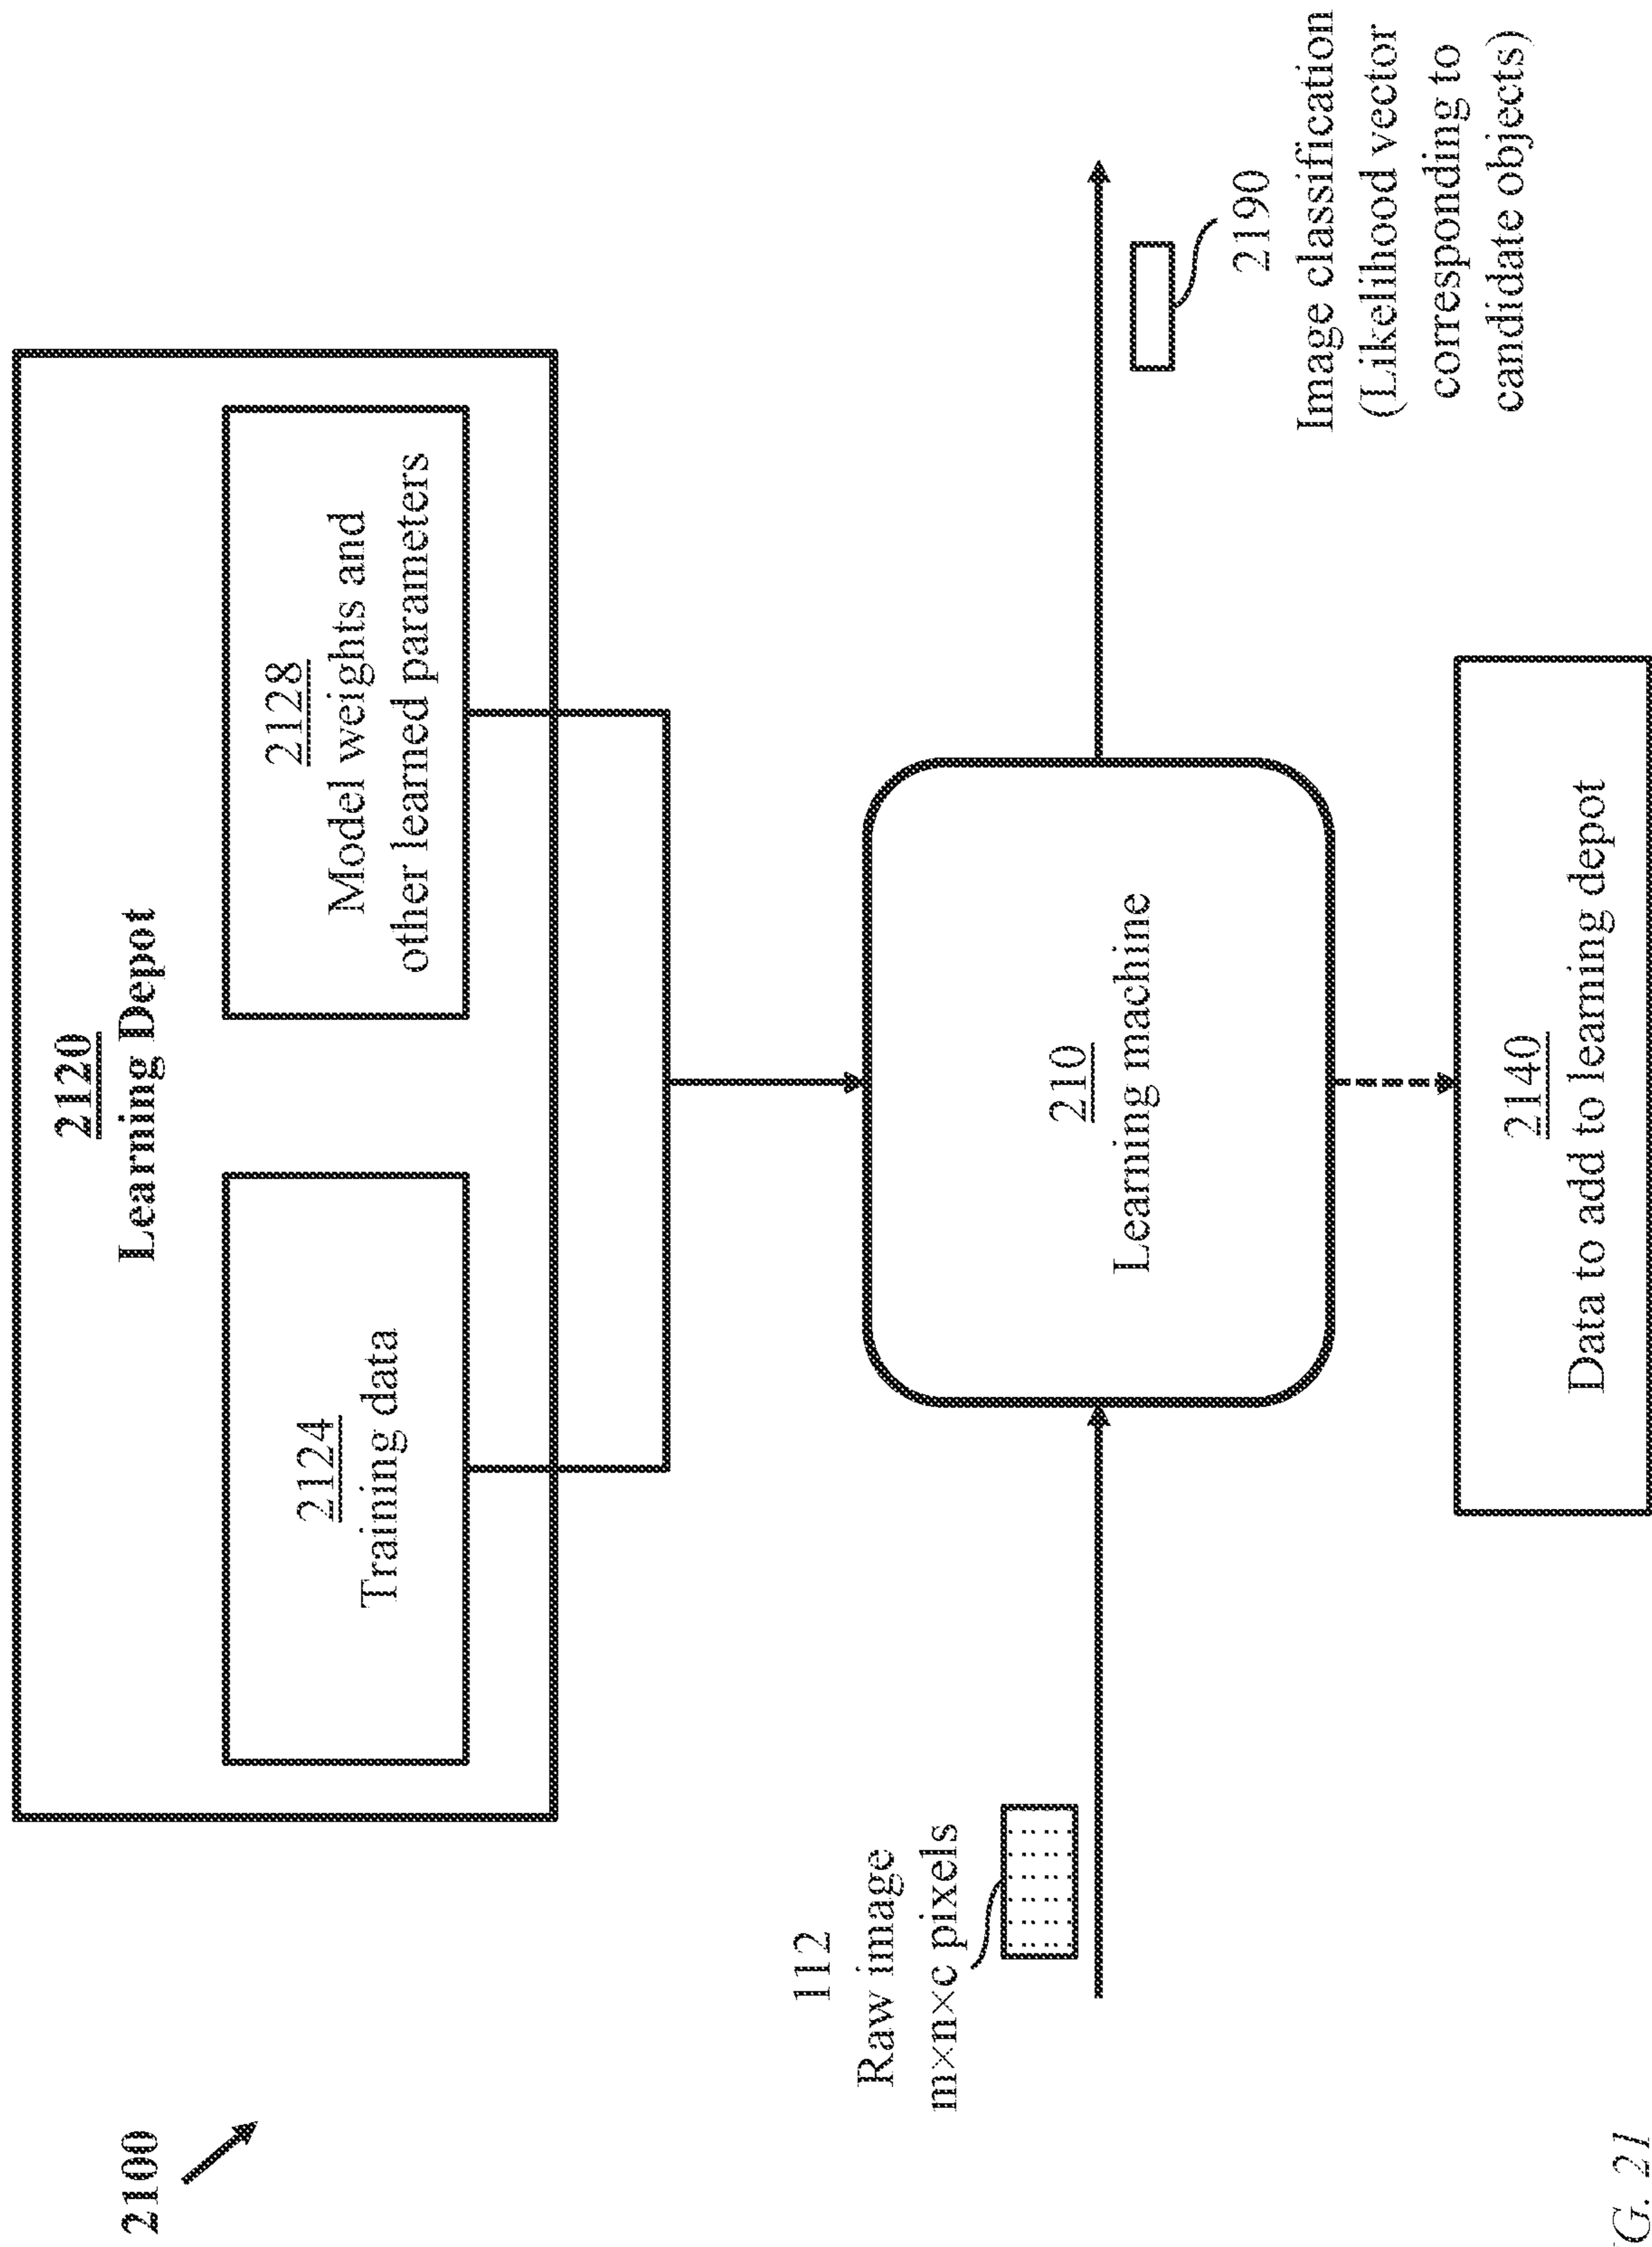 2100
2120
Learning Depot
2124
Training data
2128
Model weights and
other learned parameters
112
Raw image
m×n×c pixels
210
Learning machine
2190
Image classification
(Likelihood vector
corresponding to
candidate objects)
2140
Data to add to learning depot
G. 21